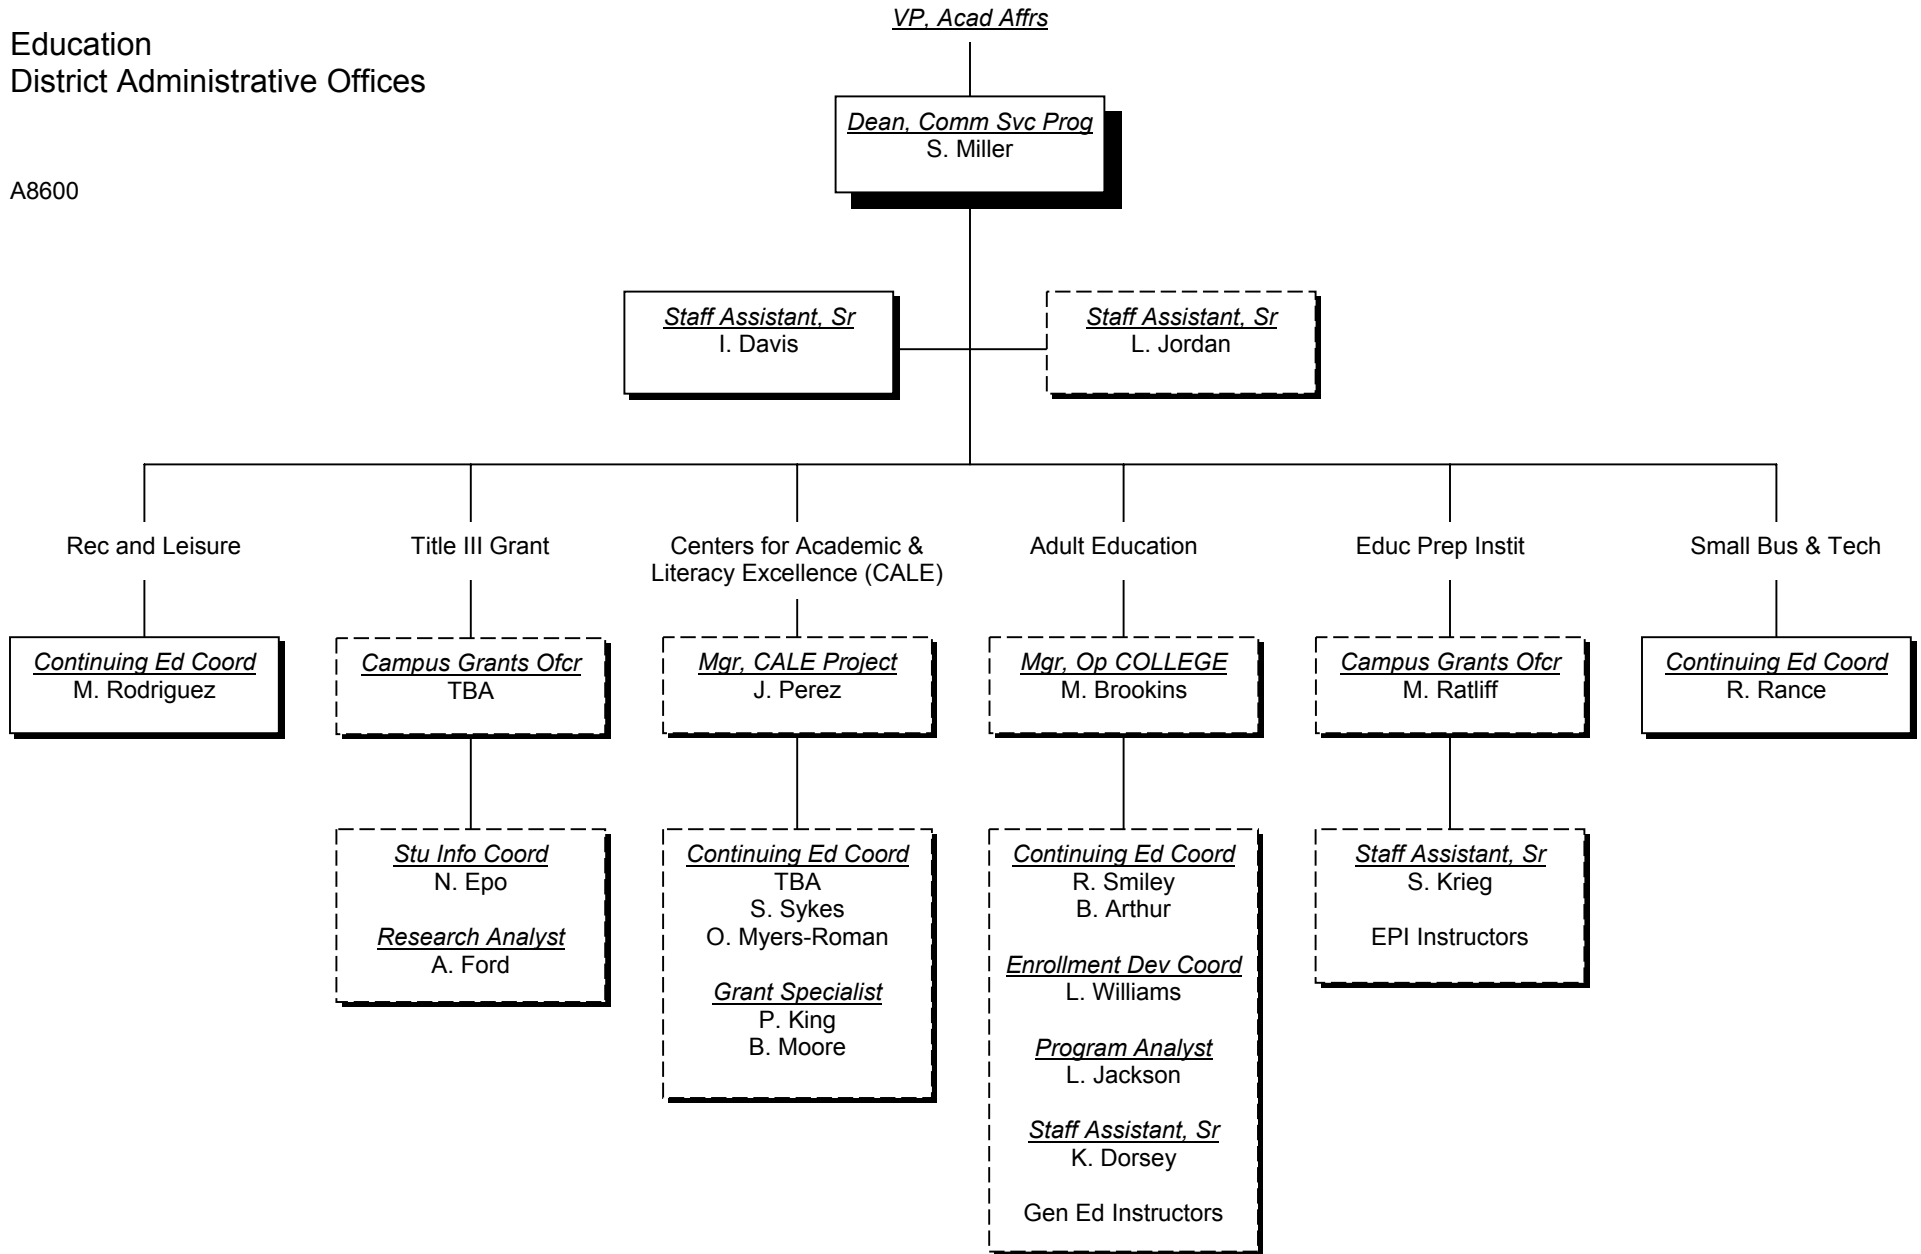 VP, Acad Affrs
Education
District Administrative Offices
A8600
Dean, Comm Svc Prog
S. Miller
Staff Assistant, Sr
I. Davis
Staff Assistant, Sr
L. Jordan
Rec and Leisure
Title III Grant
Centers for Academic &
Literacy Excellence (CALE)
Adult Education
Educ Prep Instit
Small Bus & Tech
Continuing Ed Coord
M. Rodriguez
Campus Grants Ofcr
TBA
Mgr, CALE Project
J. Perez
Mgr, Op COLLEGE
M. Brookins
Campus Grants Ofcr
M. Ratliff
Continuing Ed Coord
R. Rance
Stu Info Coord
N. Epo
Research Analyst
A. Ford
Continuing Ed Coord
TBA
S. Sykes
O. Myers-Roman
Grant Specialist
P. King
B. Moore
Continuing Ed Coord
R. Smiley
B. Arthur
Enrollment Dev Coord
L. Williams
Program Analyst
L. Jackson
Staff Assistant, Sr
K. Dorsey
Gen Ed Instructors
Staff Assistant, Sr
S. Krieg
EPI Instructors